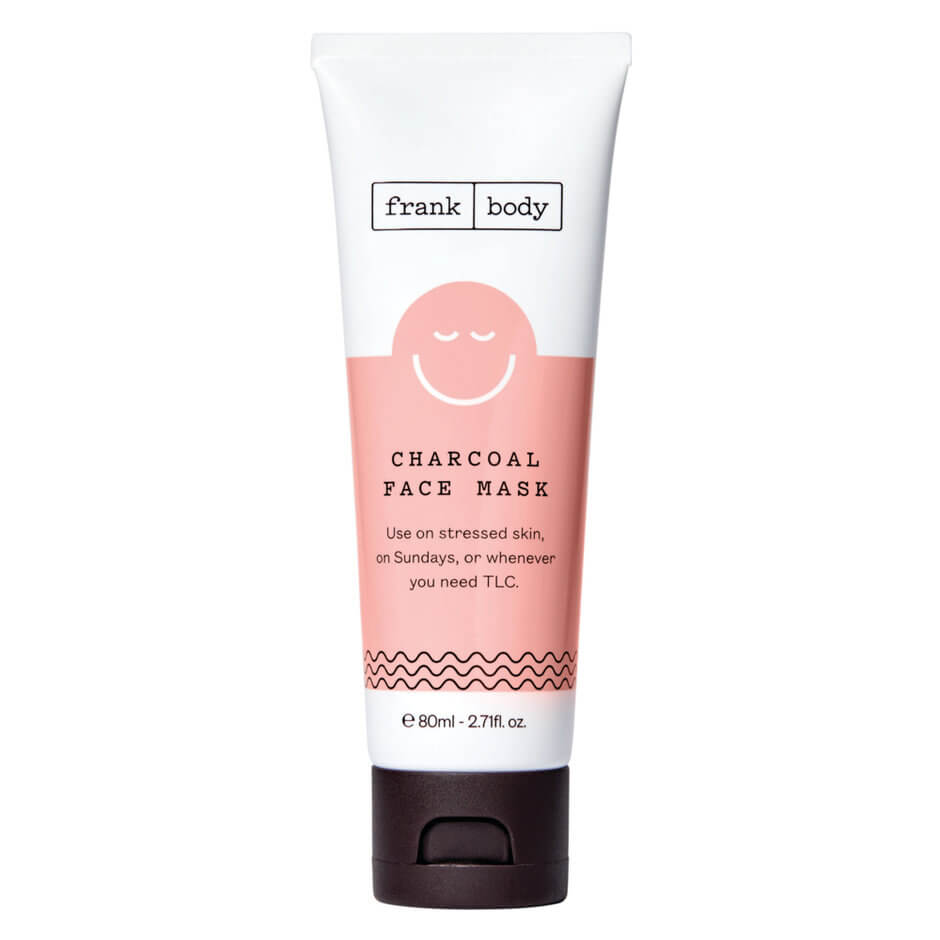 frank body
CHARCOAL
FACE MASK
Use on stressed skin,
on Sundays, or whenever
you need TLC.
℮ 80ml - 2.71fl. oz.